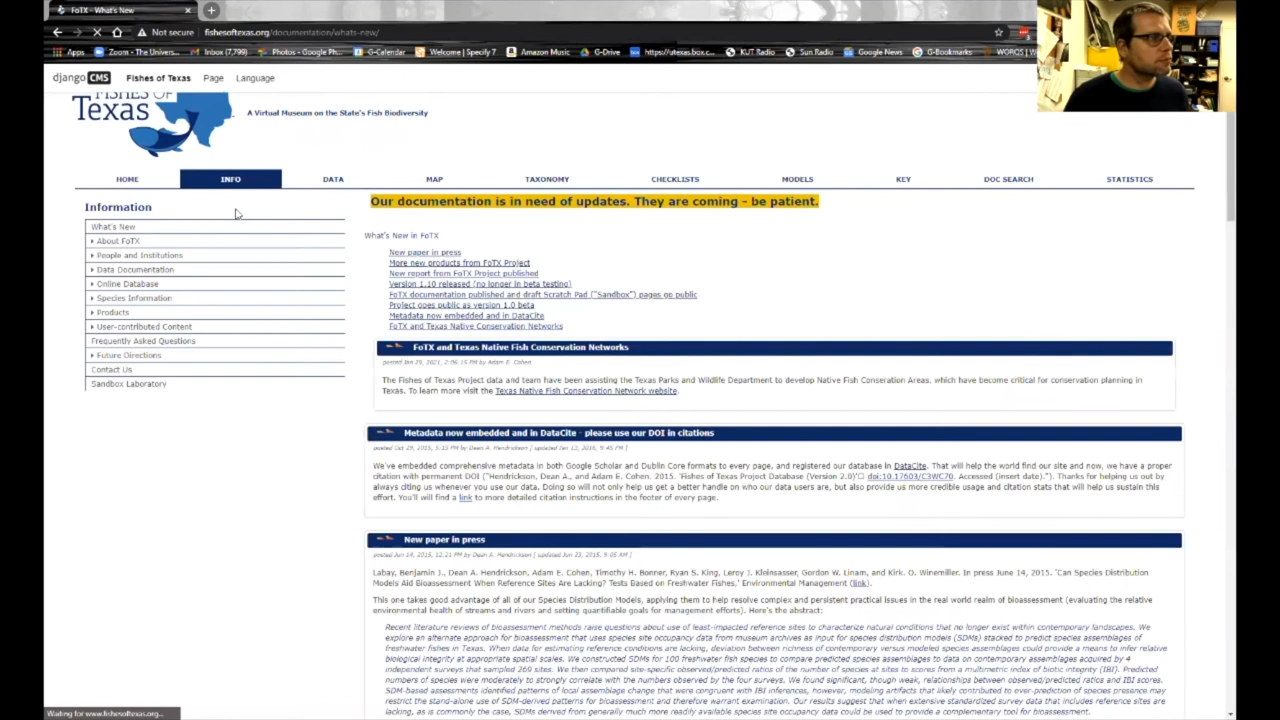 FoTX - What's New
Not secure fishesoftexas.org/documentation/whats-new/
Apps Zoom - The Univers... Inbox (7,799) Photos - Google Ph... G-Calendar Welcome | Specify 7 Amazon Music G-Drive https://utexas.box.c... KUT Radio Sun Radio Google News G-Bookmarks
django CMS Fishes of Texas Page Language
FISHES OF
Texas
A Virtual Museum on the State's Fish Biodiversity
HOME INFO DATA MAP TAXONOMY CHECKLISTS MODELS KEY DOC SEARCH STATISTICS
Information
What's New
About FoTX
People and Institutions
Data Documentation
Online Database
Species Information
Products
User-contributed Content
Frequently Asked Questions
Future Directions
Contact Us
Sandbox Laboratory
Our documentation is in need of updates. They are coming - be patient.
What's New in FoTX
New paper in press
More new products from FoTX Project
New report from FoTX Project published
Version 1.10 released (no longer in beta testing)
FoTX documentation published and draft Scratch Pad ("Sandbox") pages go public
Project goes public as version 1.0 beta
Metadata now embedded and in DataCite
FoTX and Texas Native Conservation Networks
FoTX and Texas Native Fish Conservation Networks
posted Jan 25, 2021, 2:06:15 PM by Adam E. Cohen
The Fishes of Texas Project data and team have been assisting the Texas Parks and Wildlife Department to develop Native Fish Conseration Areas, which have become critical for conservation planning in
Texas. To learn more visit the Texas Native Fish Conservation Network website.
Metadata now embedded and in DataCite - please use our DOI in citations
posted Oct 29, 2015, 5:15 PM by Dean A. Hendrickson [ updated Jan 13, 2016, 9:45 PM ]
We've embedded comprehensive metadata in both Google Scholar and Dublin Core formats to every page, and registered our database in DataCite. That will help the world find our site and now, we have a proper
citation with permanent DOI ("Hendrickson, Dean A., and Adam E. Cohen. 2015. 'Fishes of Texas Project Database (Version 2.0)' doi:10.17603/C3WC70. Accessed (insert date)."). Thanks for helping us out by
always citing us whenever you use our data. Doing so will not only help us get a better handle on who our data users are, but also provide us more credible usage and citation stats that will help us sustain this
effort. You'll will find a link to more detailed citation instructions in the footer of every page.
New paper in press
posted Jun 14, 2015, 12:21 PM by Dean A. Hendrickson [ updated Jun 23, 2015, 9:05 AM ]
Labay, Benjamin J., Dean A. Hendrickson, Adam E. Cohen, Timothy H. Bonner, Ryan S. King, Leroy J. Kleinsasser, Gordon W. Linam, and Kirk. O. Winemiller. In press June 14, 2015. 'Can Species Distribution
Models Aid Bioassessment When Reference Sites Are Lacking? Tests Based on Freshwater Fishes,' Environmental Management (link).
This one takes good advantage of all of our Species Distribution Models, applying them to help resolve complex and persistent practical issues in the real world realm of bioassessment (evaluating the relative
environmental health of streams and rivers and setting quantifiable goals for management efforts). Here's the abstract:
Recent literature reviews of bioassessment methods raise questions about use of least-impacted reference sites to characterize natural conditions that no longer exist within contemporary landscapes. We
explore an alternate approach for bioassessment that uses species site occupancy data from museum archives as input for species distribution models (SDMs) stacked to predict species assemblages of
freshwater fishes in Texas. When data for estimating reference conditions are lacking, deviation between richness of contemporary versus modeled species assemblages could provide a means to infer relative
biological integrity at appropriate spatial scales. We constructed SDMs for 100 freshwater fish species to compare predicted species assemblages to data on contemporary assemblages acquired by 4
independent surveys that sampled 269 sites. We then compared site-specific observed/predicted ratios of the number of species at sites to scores from a multimetric index of biotic integrity (IBI). Predicted
numbers of species were moderately to strongly correlated with the numbers observed by the four surveys. We found significant, though weak, relationships between observed/predicted ratios and IBI scores.
SDM-based assessments identified patterns of local assemblage change that were congruent with IBI inferences, however, modeling artifacts that likely contributed to over-prediction of species presence may
restrict the stand-alone use of SDM-derived patterns for bioassessment and therefore warrant examination. Our results suggest that when extensive standardized survey data that includes reference sites are
lacking, as is commonly the case, SDMs derived from generally much more readily available species site occupancy data could be used to provide a complementary tool for bioassessment.
Waiting for www.fishesoftexas.org...